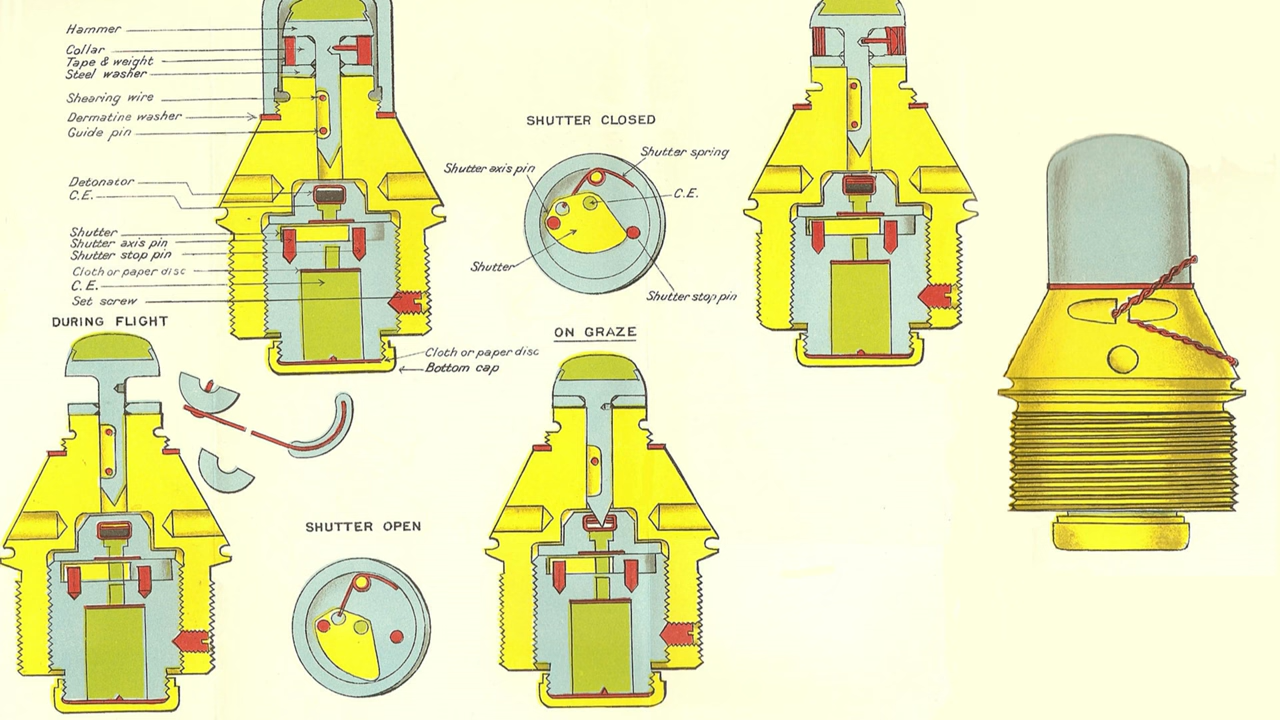 Hammer
Collar
Tape & weight
Steel washer
Shearing wire
Dermatine washer
Guide pin
Detonator
C.E.
Shutter
Shutter axis pin
Shutter stop pin
Cloth or paper disc
C.E.
Set screw
Cloth or paper disc
Bottom cap
SHUTTER CLOSED
Shutter spring
Shutter axis pin
C.E.
Shutter
Shutter stop pin
DURING FLIGHT
ON GRAZE
SHUTTER OPEN